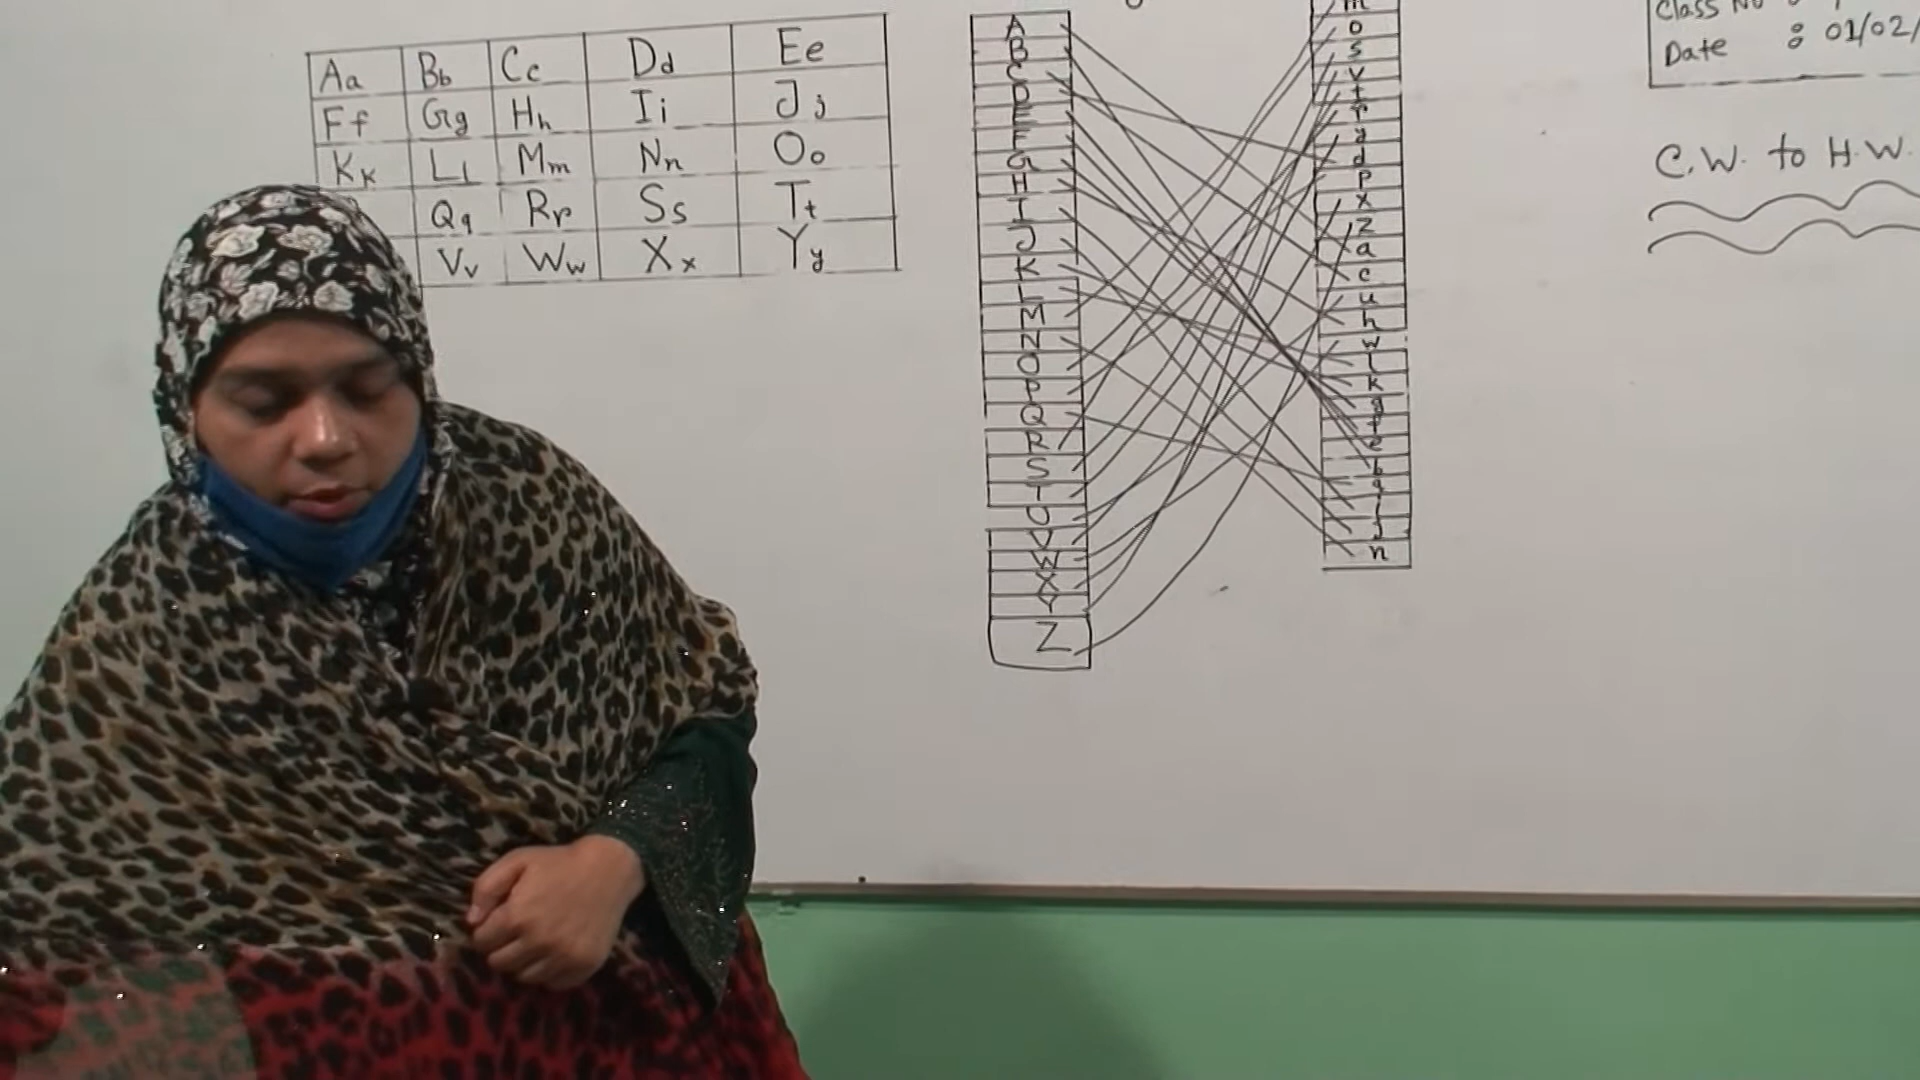 Aa Bb Cc Dd Ee
Ff Gg Hh Ii Jj
Kk Ll Mm Nn Oo
Qq Rr Ss Tt
Vv Ww Xx Yy
A
B
C
D
E
F
G
H
I
J
K
L
M
N
O
P
Q
R
S
T
U
V
W
X
Y
Z
m
o
s
v
t
r
y
d
p
x
z
a
c
u
h
w
l
k
g
f
e
b
q
i
j
n
Class No
Date : 01/02/
C.W. to H.W.